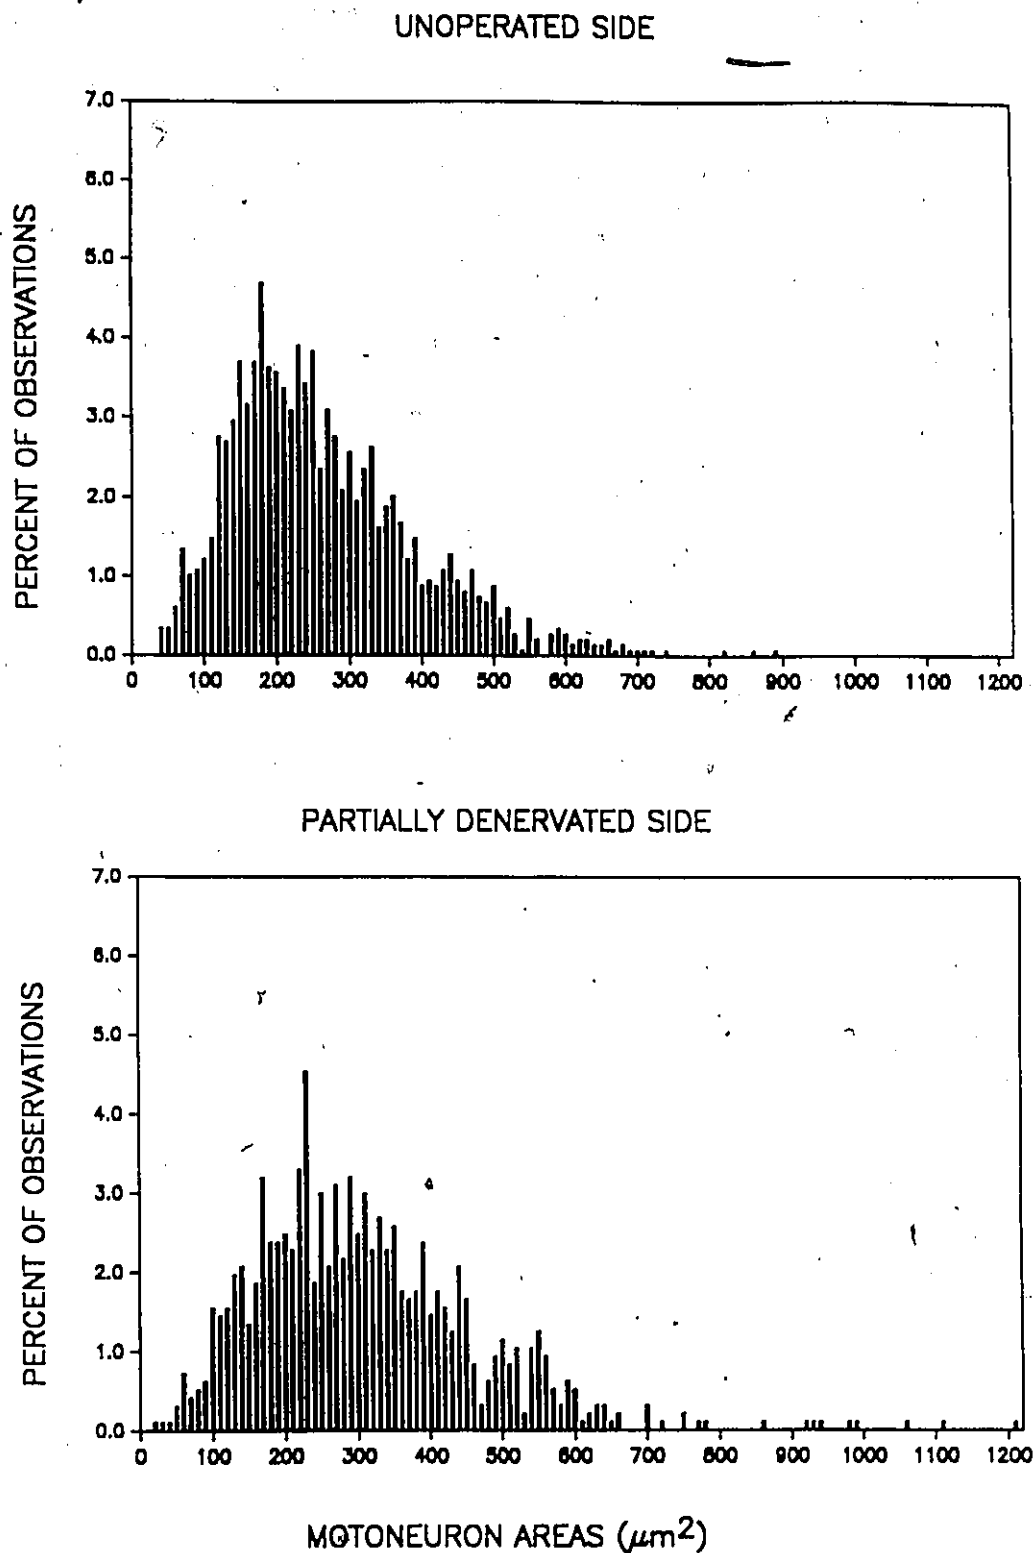 UNOPERATED SIDE
PERCENT OF OBSERVATIONS
7.0
6.0
5.0
4.0
3.0
2.0
1.0
0.0
0 100 200 300 400 500 600 700 800 900 1000 1100 1200
PARTIALLY DENERVATED SIDE
PERCENT OF OBSERVATIONS
7.0
6.0
5.0
4.0
3.0
2.0
1.0
0.0
0 100 200 300 400 500 600 700 800 900 1000 1100 1200
MOTONEURON AREAS (μm2)